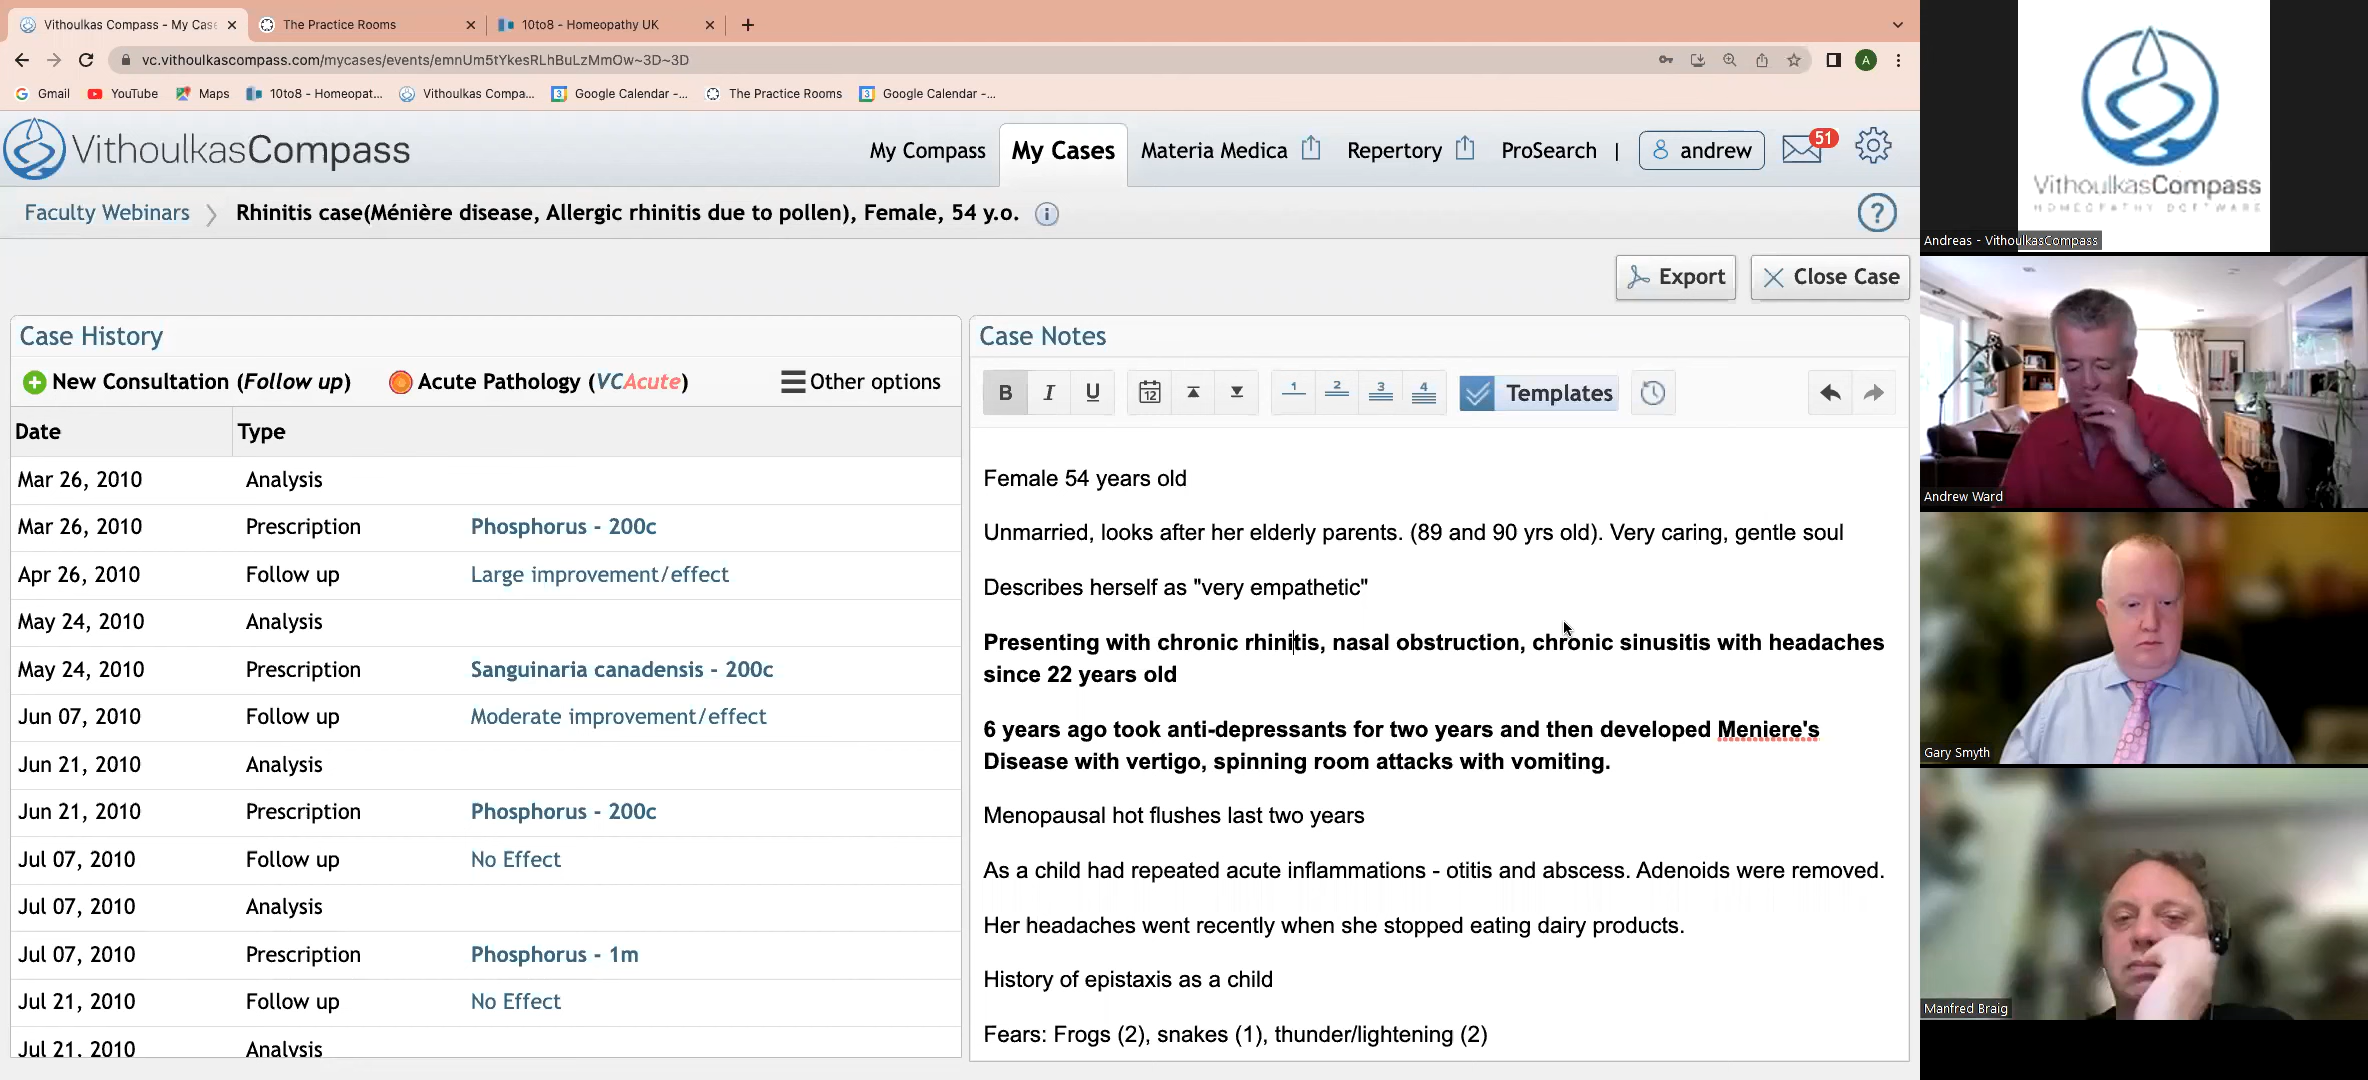 Vithoulkas Compass - My Case
The Practice Rooms
10to8 - Homeopathy UK
vc.vithoulkascompass.com/mycases/events/emnUm5tYkesRLhBuLzMmOw~3D~3D
A
Gmail
YouTube
Maps
10to8 - Homeopat...
Vithoulkas Compa...
Google Calendar -...
The Practice Rooms
Google Calendar -...
VithoulkasCompass
My Compass
My Cases
Materia Medica
Repertory
ProSearch |
andrew
51
Faculty Webinars
Rhinitis case(Ménière disease, Allergic rhinitis due to pollen), Female, 54 y.o.
i
?
Export
Close Case
Case History
New Consultation (Follow up)
Acute Pathology (VCAcute)
Other options
Date Type
Mar 26, 2010 Analysis
Mar 26, 2010 Prescription Phosphorus - 200c
Apr 26, 2010 Follow up Large improvement/effect
May 24, 2010 Analysis
May 24, 2010 Prescription Sanguinaria canadensis - 200c
Jun 07, 2010 Follow up Moderate improvement/effect
Jun 21, 2010 Analysis
Jun 21, 2010 Prescription Phosphorus - 200c
Jul 07, 2010 Follow up No Effect
Jul 07, 2010 Analysis
Jul 07, 2010 Prescription Phosphorus - 1m
Jul 21, 2010 Follow up No Effect
Jul 21, 2010 Analysis
Case Notes
B I U 12 1 2 3 4 Templates
Female 54 years old
Unmarried, looks after her elderly parents. (89 and 90 yrs old). Very caring, gentle soul
Describes herself as "very empathetic"
Presenting with chronic rhinitis, nasal obstruction, chronic sinusitis with headaches
since 22 years old
6 years ago took anti-depressants for two years and then developed Meniere's
Disease with vertigo, spinning room attacks with vomiting.
Menopausal hot flushes last two years
As a child had repeated acute inflammations - otitis and abscess. Adenoids were removed.
Her headaches went recently when she stopped eating dairy products.
History of epistaxis as a child
Fears: Frogs (2), snakes (1), thunder/lightening (2)
VithoulkasCompass
HOMEOPATHY SOFTWARE
Andreas - VithoulkasCompass
Andrew Ward
Gary Smyth
Manfred Braig